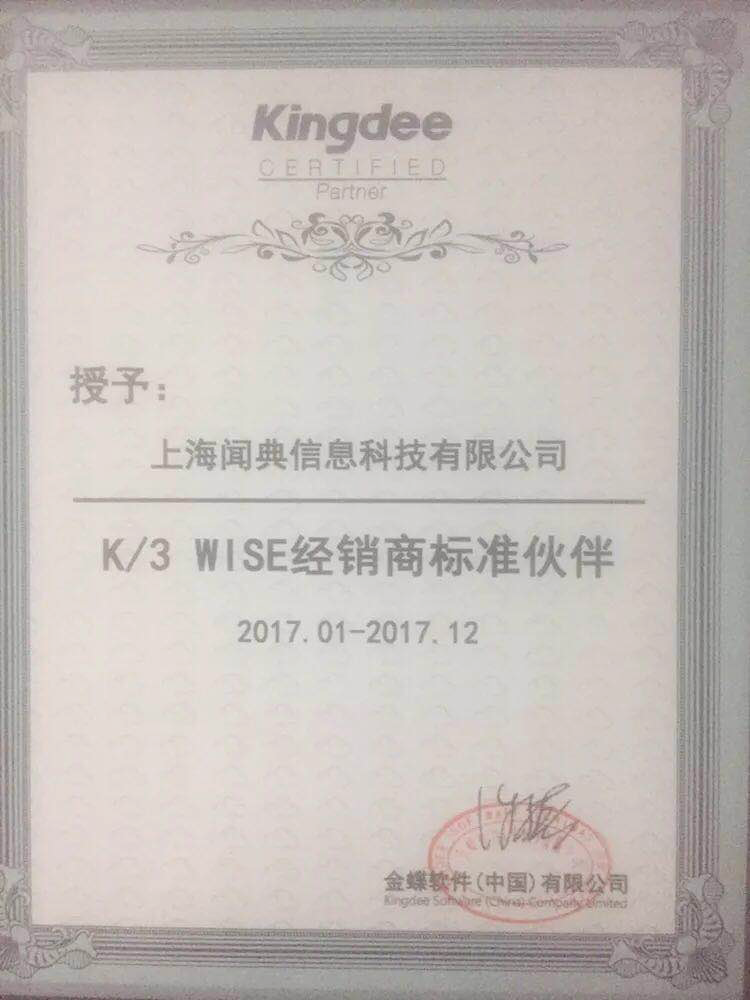 Kingdee
CERTIFIED
Partner
授予：
上海闻典信息科技有限公司
K/3 WISE经销商标准伙伴
2017.01-2017.12
金蝶软件(中国)有限公司
Kingdee Software (China) Company Limited